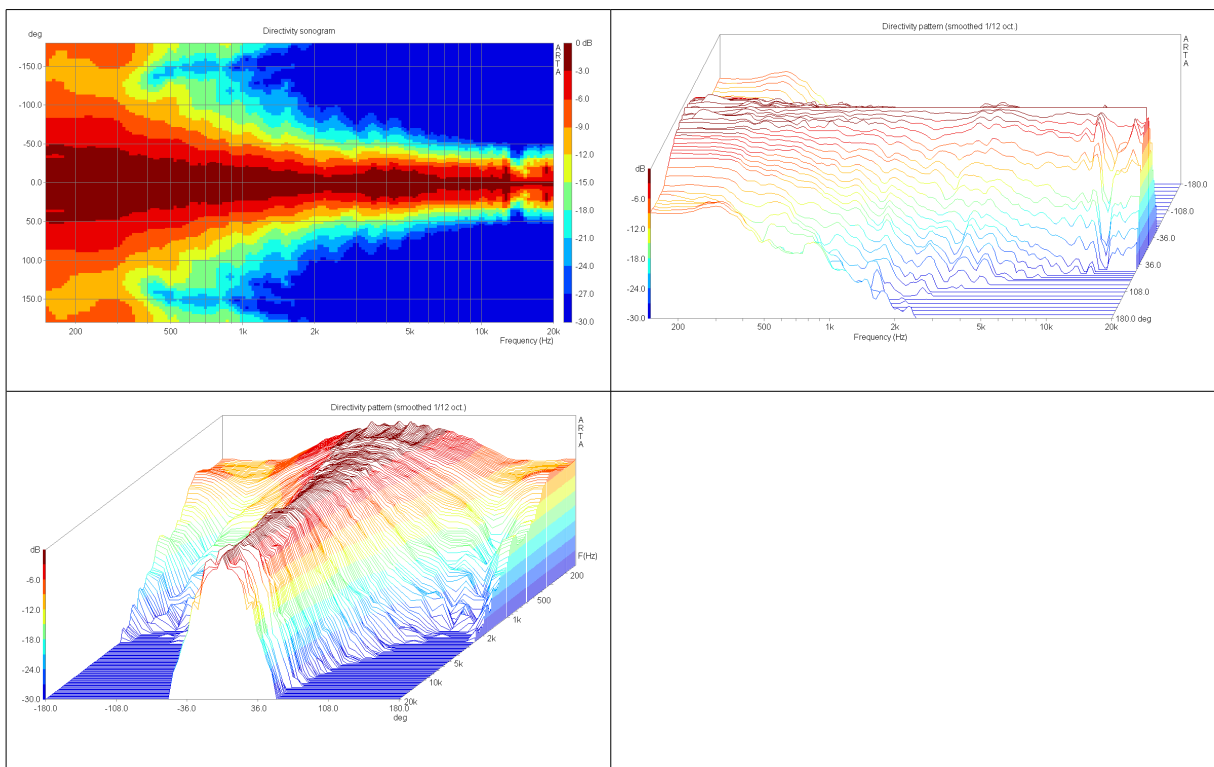 Directivity sonogram
deg
-150.0
-100.0
-50.0
0.0
50.0
100.0
150.0
200 500 1k 2k 5k 10k 20k
Frequency (Hz)
ARTA
0 dB
-3.0
-6.0
-9.0
-12.0
-15.0
-18.0
-21.0
-24.0
-27.0
-30.0
Directivity pattern (smoothed 1/12 oct.)
ARTA
dB
-6.0
-12.0
-18.0
-24.0
-30.0
200 500 1k 2k 5k 10k 20k
Frequency (Hz)
-180.0
-108.0
-36.0
36.0
108.0
180.0 deg
Directivity pattern (smoothed 1/12 oct.)
ARTA
dB
-6.0
-12.0
-18.0
-24.0
-30.0
-180.0 -108.0 -36.0 36.0 108.0 180.0
deg
F(Hz)
200
500
1k
2k
5k
10k
20k